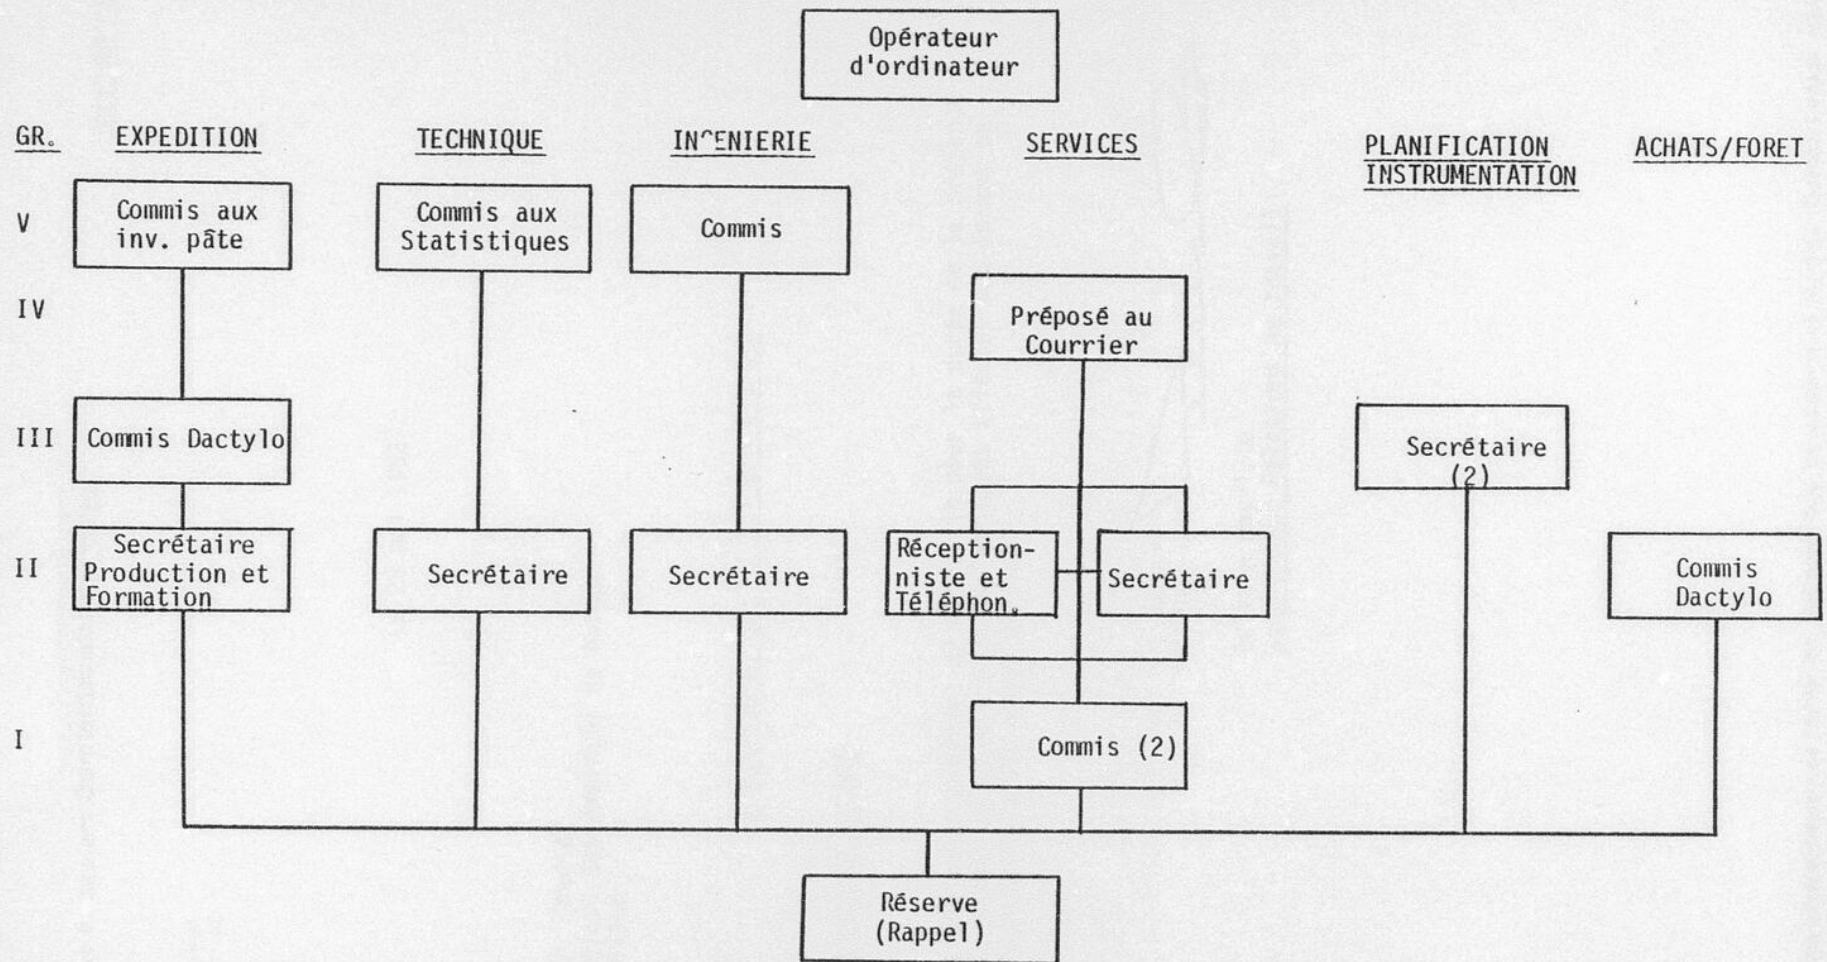 Opérateur
d'ordinateur
GR.
EXPEDITION
TECHNIQUE
INGENIERIE
SERVICES
PLANIFICATION
INSTRUMENTATION
ACHATS/FORET
V
Commis aux
inv. pâte
Commis aux
Statistiques
Commis
IV
Préposé au
Courrier
III
Commis Dactylo
Secrétaire
(2)
II
Secrétaire
Production et
Formation
Secrétaire
Secrétaire
Réception-
niste et
Téléphon.
Secrétaire
Commis
Dactylo
I
Commis (2)
Réserve
(Rappel)